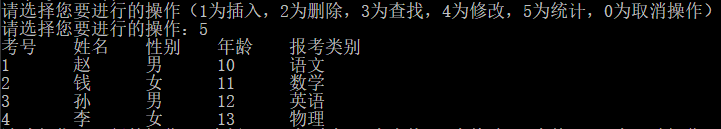 请选择您要进行的操作（1为插入，2为删除，3为查找，4为修改，5为统计，0为取消操作）
请选择您要进行的操作：5
考号 姓名 性别 年龄 报考类别
1 赵 男 10 语文
2 钱 女 11 数学
3 孙 男 12 英语
4 李 女 13 物理